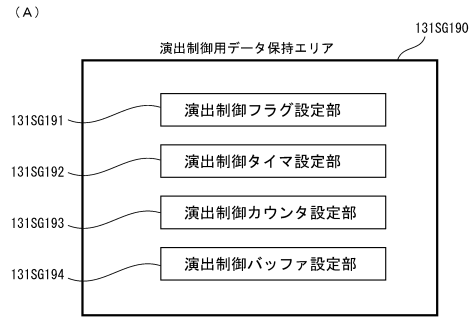 (A)
131SG190
演出制御用データ保持エリア
131SG191
演出制御フラグ設定部
131SG192
演出制御タイマ設定部
131SG193
演出制御カウンタ設定部
131SG194
演出制御バッファ設定部